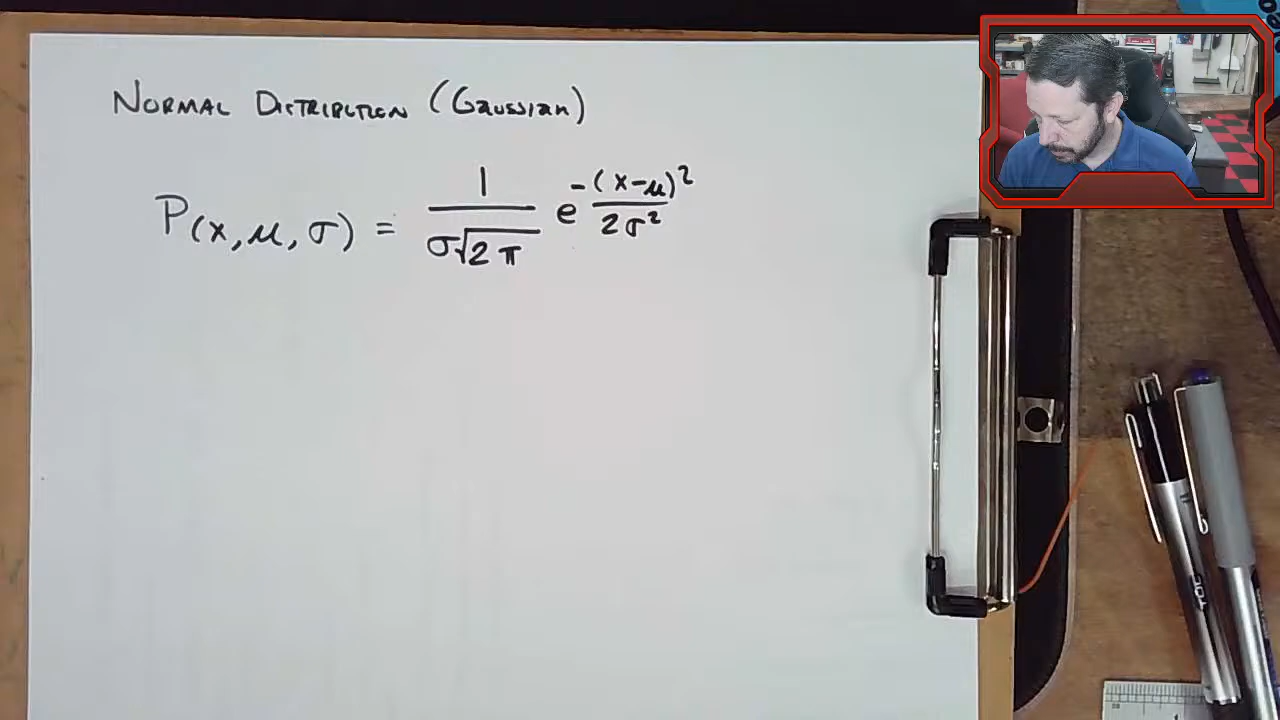 Normal Distribution (Gaussian)
P(x, μ, σ) = 1/(σ√2π) e^(-(x-μ)²/2σ²)